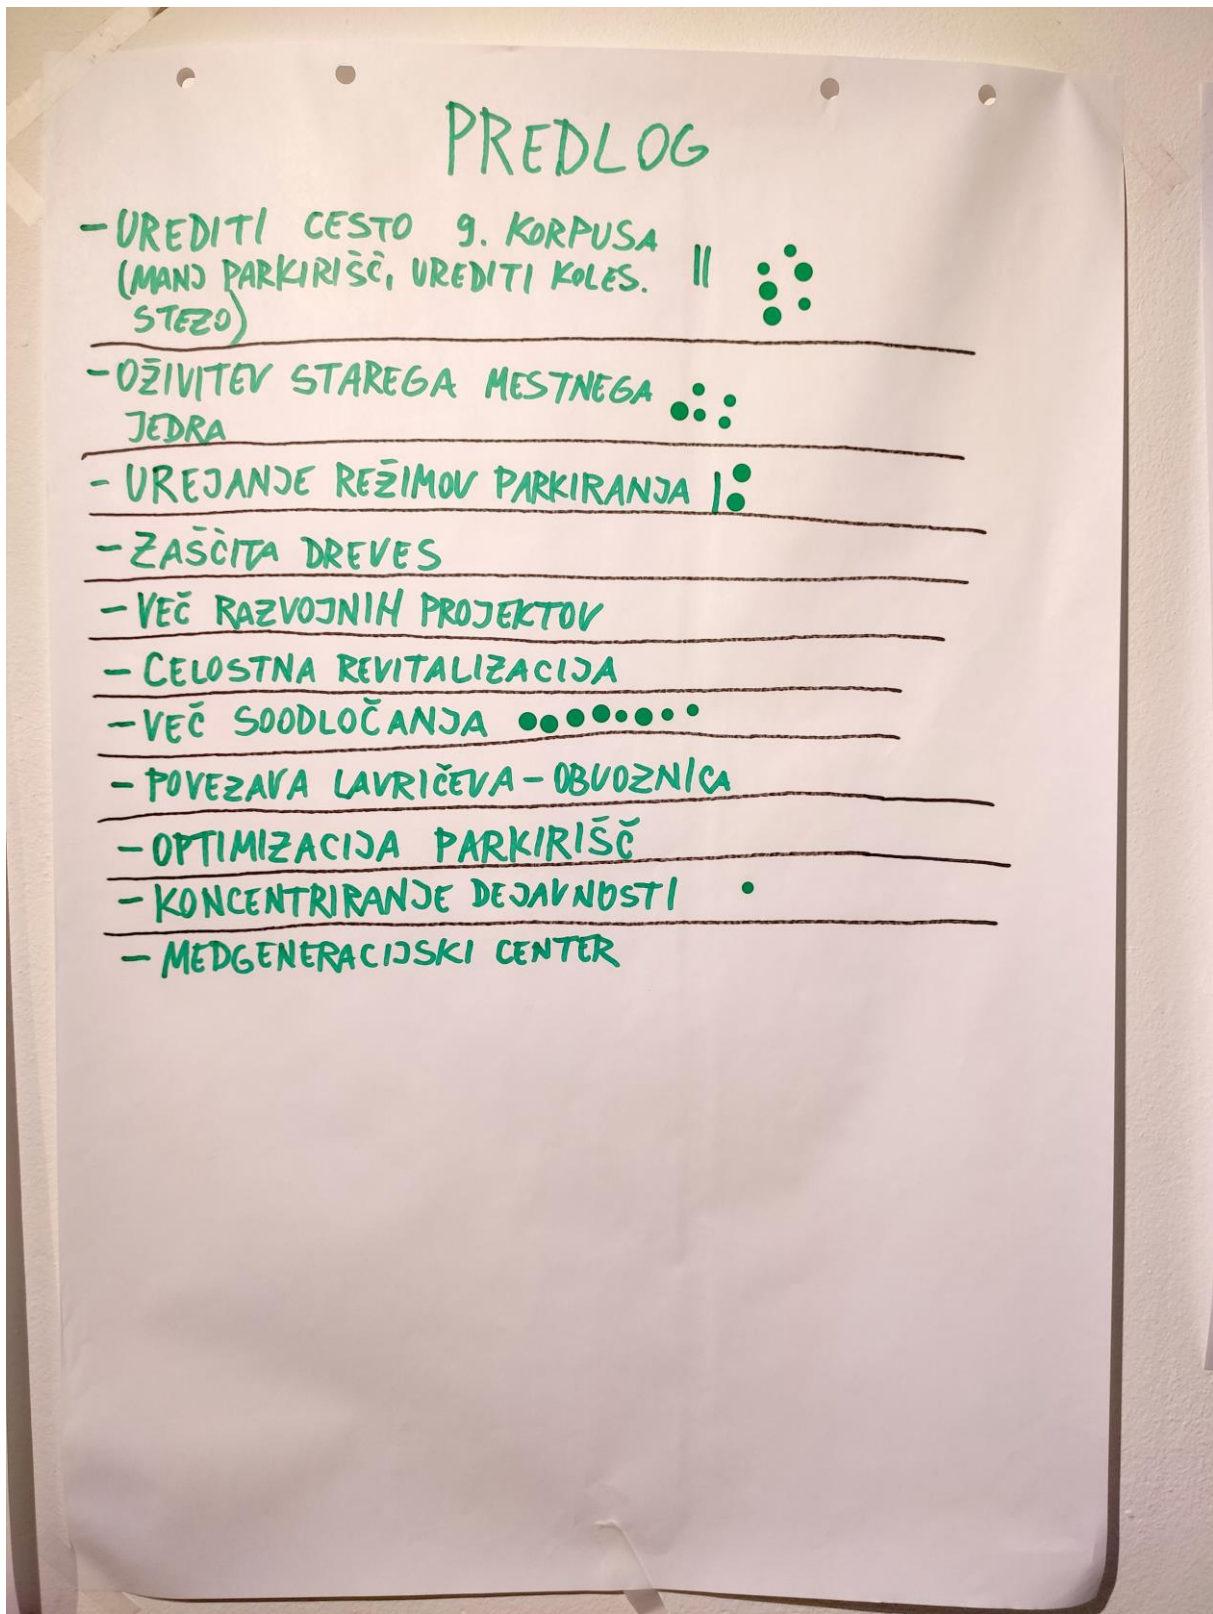 PREDLOG
- UREDITI CESTO 9. KORPUSA
(MANJ PARKIRIŠČ, UREDITI KOLES. ||
STEZO)
- OŽIVITEV STAREGA MESTNEGA
JEDRA
- UREJANJE REŽIMOV PARKIRANJA |
- ZAŠČITA DREVES
- VEČ RAZVOJNIH PROJEKTOV
- CELOSTNA REVITALIZACIJA
- VEČ SOODLOČANJA
- POVEZAVA LAVRIČEVA - OBVOZNICA
- OPTIMIZACIJA PARKIRIŠČ
- KONCENTRIRANJE DEJAVNOSTI
- MEDGENERACIJSKI CENTER